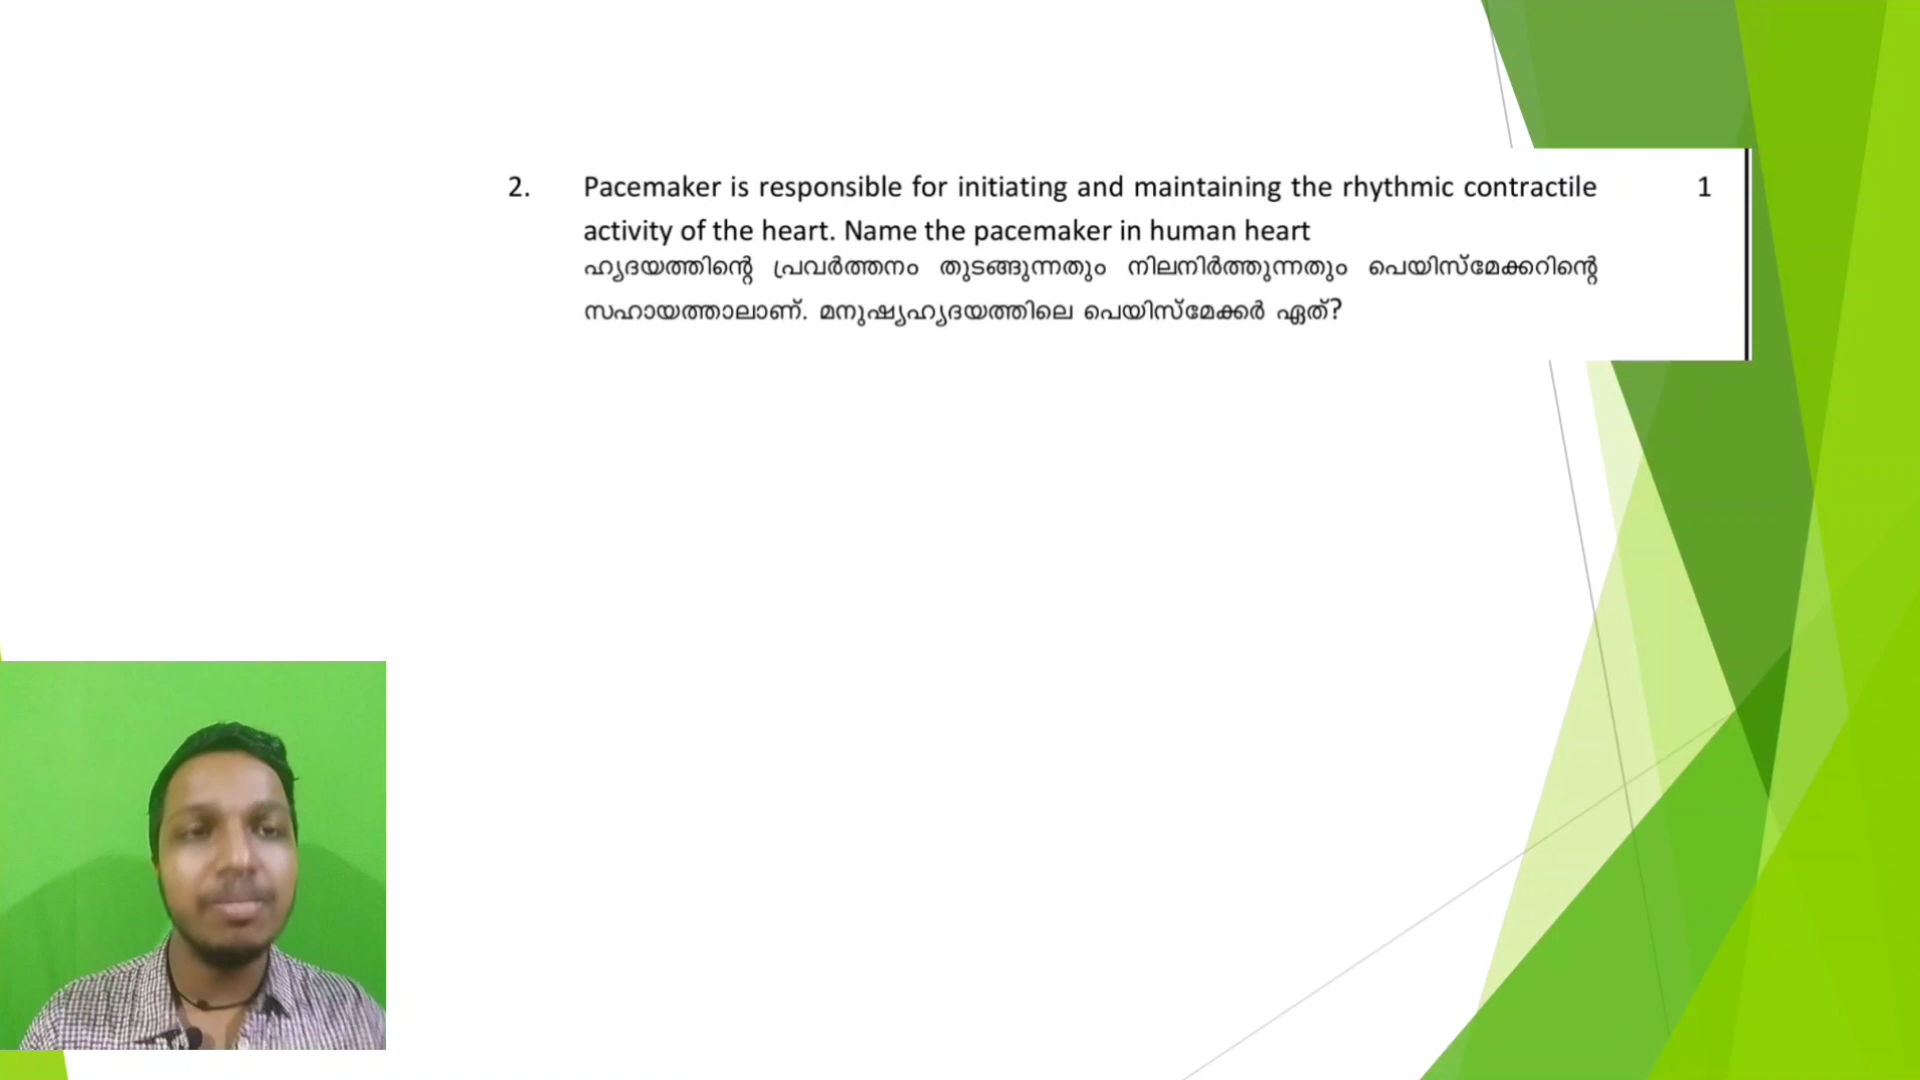 2. Pacemaker is responsible for initiating and maintaining the rhythmic contractile 1
activity of the heart. Name the pacemaker in human heart
ഹൃദയത്തിന്റെ പ്രവർത്തനം തുടങ്ങുന്നതും നിലനിർത്തുന്നതും പെയിസ്മേക്കറിന്റെ
സഹായത്താലാണ്. മനുഷ്യഹൃദയത്തിലെ പെയിസ്മേക്കർ ഏത്?